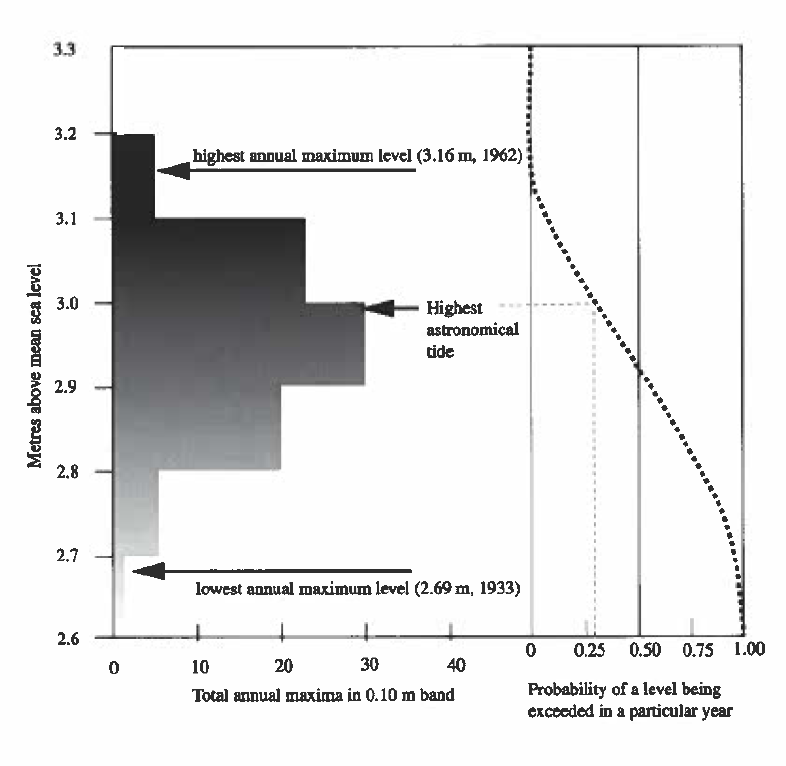 3.3
3.2
highest annual maximum level (3.16 m, 1962)
3.1
3.0
Highest
astronomical
tide
2.9
2.8
2.7
lowest annual maximum level (2.69 m, 1933)
2.6
Metres above mean sea level
0 10 20 30 40
Total annual maxima in 0.10 m band
0 0.25 0.50 0.75 1.00
Probability of a level being
exceeded in a particular year